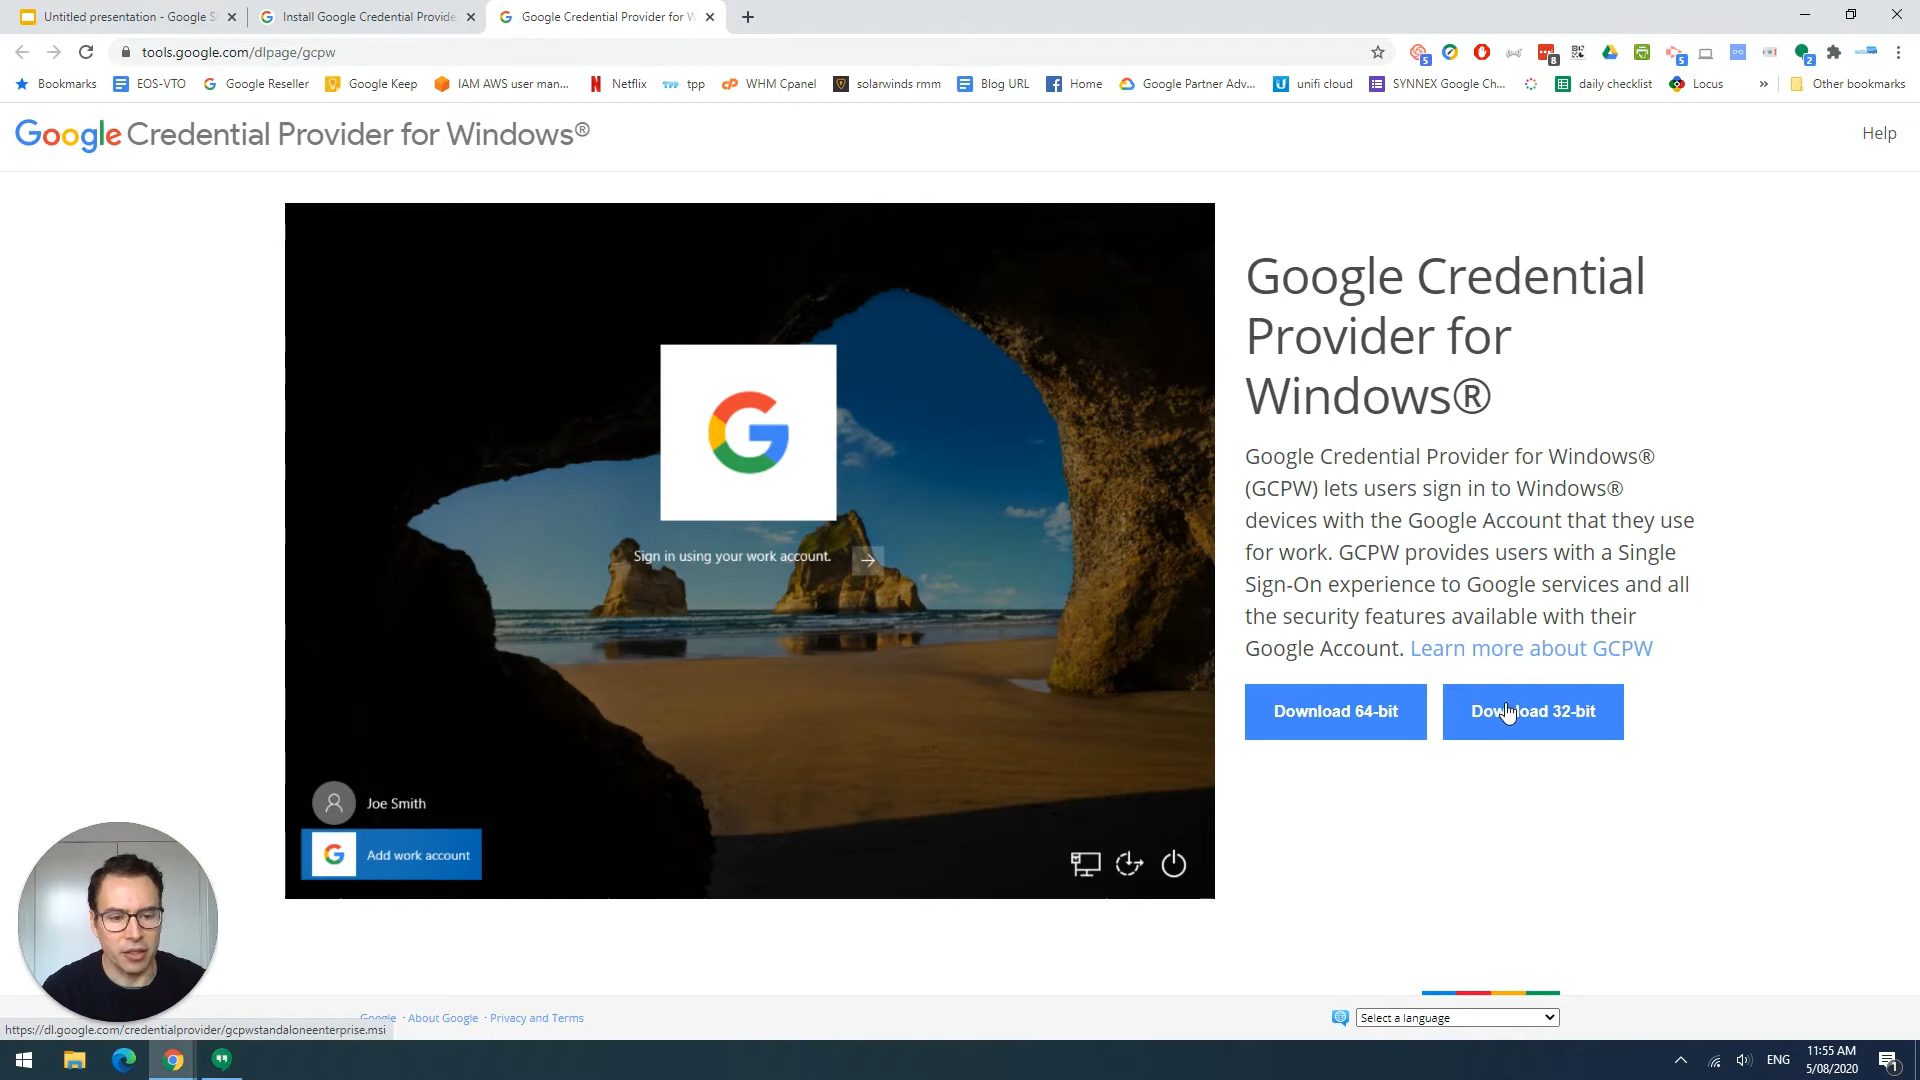 Untitled presentation - Google S
Install Google Credential Provide
Google Credential Provider for W
tools.google.com/dlpage/gcpw
5
8
5
2
Bookmarks
EOS-VTO
Google Reseller
Google Keep
IAM AWS user man...
Netflix
tpp
WHM Cpanel
solarwinds rmm
Blog URL
Home
Google Partner Adv...
unifi cloud
SYNNEX Google Ch...
daily checklist
Locus
»
Other bookmarks
Google Credential Provider for Windows®
Help
Google Credential
Provider for
Windows®
Google Credential Provider for Windows®
(GCPW) lets users sign in to Windows®
devices with the Google Account that they use
for work. GCPW provides users with a Single
Sign-On experience to Google services and all
the security features available with their
Google Account. Learn more about GCPW
Download 64-bit
Download 32-bit
G
Sign in using your work account.
Joe Smith
G
Add work account
Google · About Google · Privacy and Terms
Select a language
https://dl.google.com/credentialprovider/gcpwstandaloneenterprise.msi
ENG
11:55 AM
5/08/2020
1